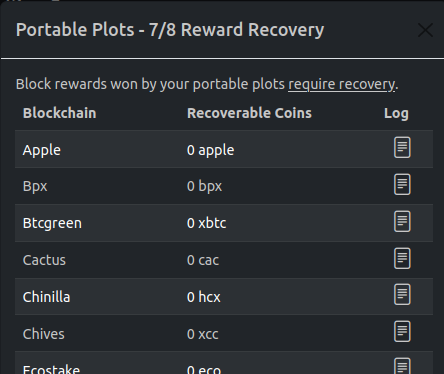 Portable Plots - 7/8 Reward Recovery
Block rewards won by your portable plots require recovery.
Blockchain Recoverable Coins Log
Apple 0 apple
Bpx 0 bpx
Btcgreen 0 xbtc
Cactus 0 cac
Chinilla 0 hcx
Chives 0 xcc
Ecostake 0 eco